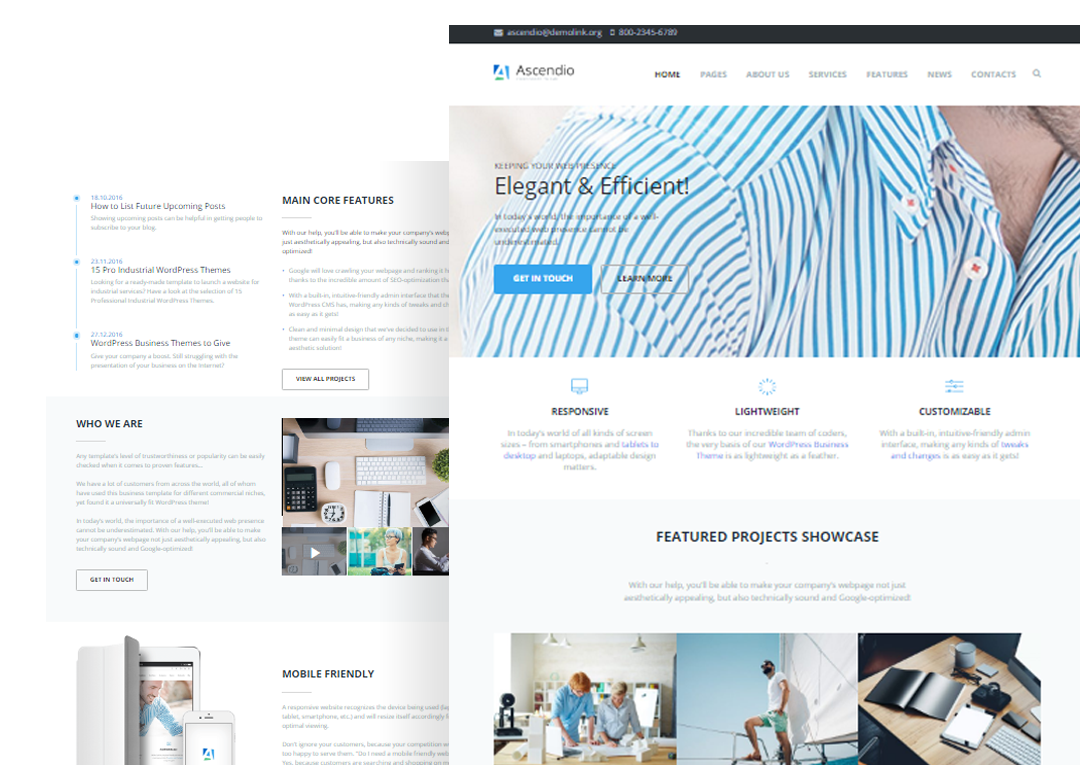 ascendio@demolink.org 800-2345-6789
Ascendio
HOME PAGES ABOUT US SERVICES FEATURES NEWS CONTACTS
KEEPING YOUR WEB PRESENCE
Elegant & Efficient!
In today's world, the importance of a well-
executed web presence cannot be
underestimated.
GET IN TOUCH LEARN MORE
RESPONSIVE
In today's world of all kinds of screen
sizes – from smartphones and tablets to
desktop and laptops, adaptable design
matters.
LIGHTWEIGHT
Thanks to our incredible team of coders,
the very basis of our WordPress Business
Theme is as lightweight as a feather.
CUSTOMIZABLE
With a built-in, intuitive-friendly admin
interface, making any kinds of tweaks
and changes is as easy as it gets!
FEATURED PROJECTS SHOWCASE
With our help, you'll be able to make your company's webpage not just
aesthetically appealing, but also technically sound and Google-optimized!
18.10.2016
How to List Future Upcoming Posts
Showing upcoming posts can be helpful in getting people to
subscribe to your blog.
23.11.2016
15 Pro Industrial WordPress Themes
Looking for a ready-made template to launch a website for
industrial services? Have a look at the selection of 15
Professional Industrial WordPress Themes.
27.12.2016
WordPress Business Themes to Give
Give your company a boost. Still struggling with the
presentation of your business on the Internet?
MAIN CORE FEATURES
With our help, you'll be able to make your company's web
just aesthetically appealing, but also technically sound and
optimized!
• Google will love crawling your webpage and ranking it
thanks to the incredible amount of SEO-optimization
• With a built-in, intuitive-friendly admin interface that the
WordPress CMS has, making any kinds of tweaks and
as easy as it gets!
• Clean and minimal design that we've decided to use in
theme can easily fit a business of any niche, making it a
aesthetic solution!
VIEW ALL PROJECTS
WHO WE ARE
Any template's level of trustworthiness or popularity can be easily
checked when it comes to proven features...
We have a lot of customers from across the world, all of whom
have used this business template for different commercial niches,
yet found it a universally fit WordPress theme!
In today's world, the importance of a well-executed web presence
cannot be underestimated. With our help, you'll be able to make
your company's webpage not just aesthetically appealing, but also
technically sound and Google-optimized!
GET IN TOUCH
MOBILE FRIENDLY
A responsive website recognizes the device being used
tablet, smartphone, etc.) and will resize itself accordingly
optimal viewing.
Don't ignore your customers, because your competition
too happy to serve them. "Do I need a mobile friendly
Yes, because customers are searching and shopping on